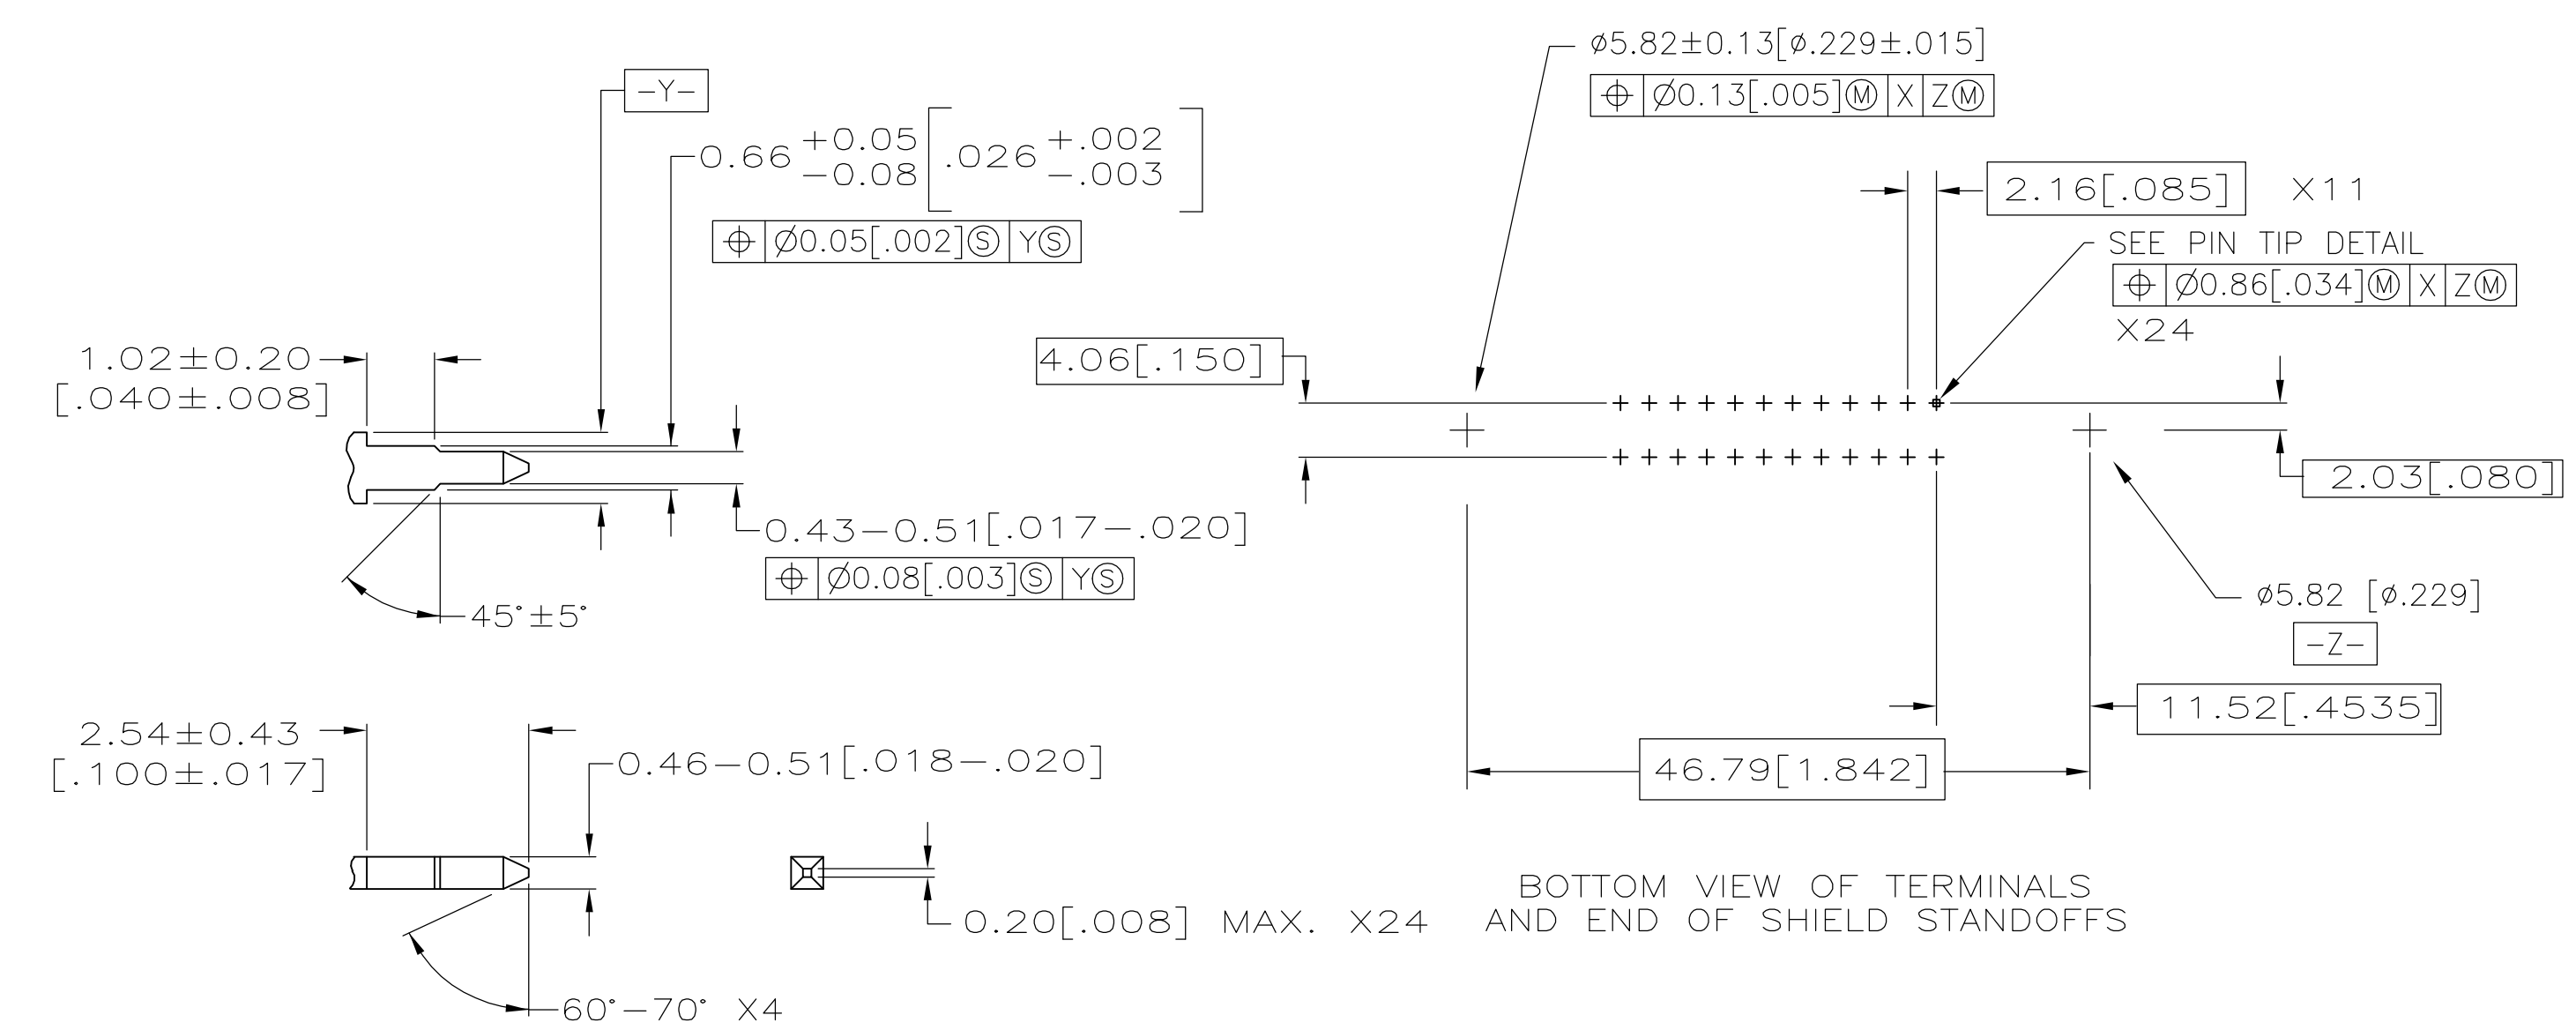 -Y-
0.66 +0.05 -0.08 [.026 +.002 -.003]
⌖ Ø0.05[.002]Ⓢ YⓈ
1.02±0.20
[.040±.008]
0.43-0.51[.017-.020]
⌖ Ø0.08[.003]Ⓢ YⓈ
45°±5°
2.54±0.43
[.100±.017]
0.46-0.51[.018-.020]
0.20[.008] MAX. X24
60°-70° X4
ø5.82±0.13[ø.229±.015]
⌖ Ø0.13[.005]Ⓜ X ZⓂ
2.16[.085] X11
SEE PIN TIP DETAIL
⌖ Ø0.86[.034]Ⓜ X ZⓂ
X24
4.06[.150]
2.03[.080]
ø5.82 [ø.229]
-Z-
11.52[.4535]
46.79[1.842]
BOTTOM VIEW OF TERMINALS
AND END OF SHIELD STANDOFFS